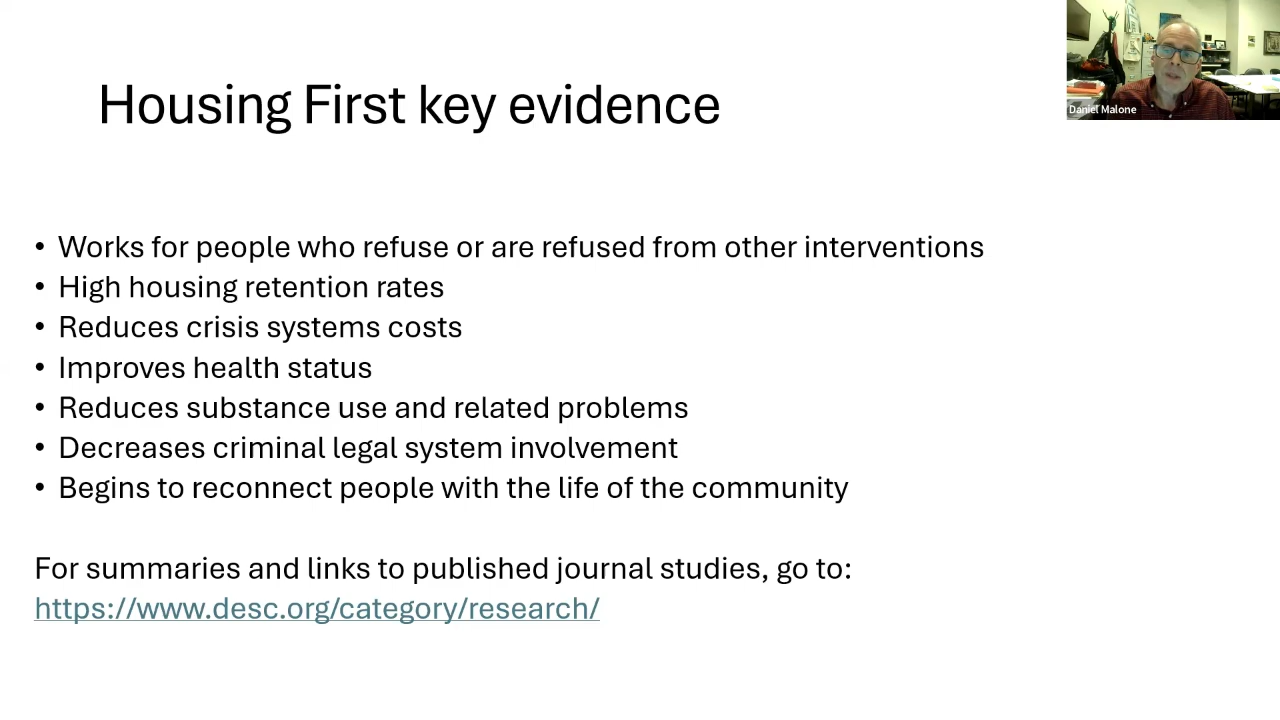 Housing First key evidence
Daniel Malone
• Works for people who refuse or are refused from other interventions
• High housing retention rates
• Reduces crisis systems costs
• Improves health status
• Reduces substance use and related problems
• Decreases criminal legal system involvement
• Begins to reconnect people with the life of the community
For summaries and links to published journal studies, go to:
https://www.desc.org/category/research/